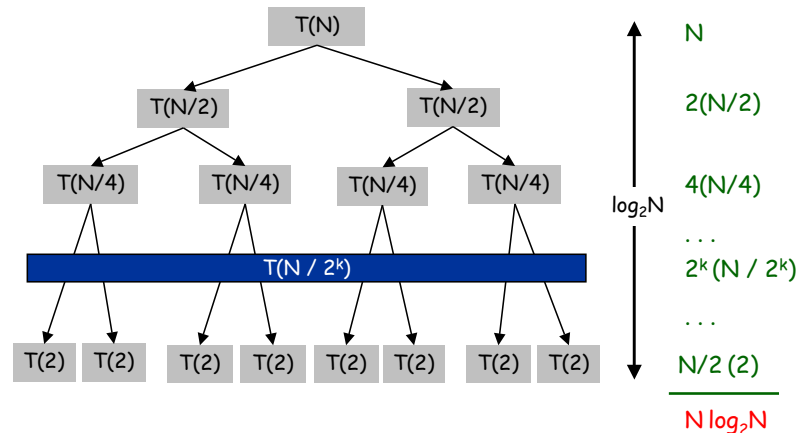 T(N)
N
T(N/2) T(N/2)
2(N/2)
T(N/4) T(N/4) T(N/4) T(N/4)
4(N/4)
log₂N
. . .
T(N / 2ᵏ)
2ᵏ (N / 2ᵏ)
. . .
T(2) T(2) T(2) T(2) T(2) T(2) T(2) T(2)
N/2 (2)
N log₂N